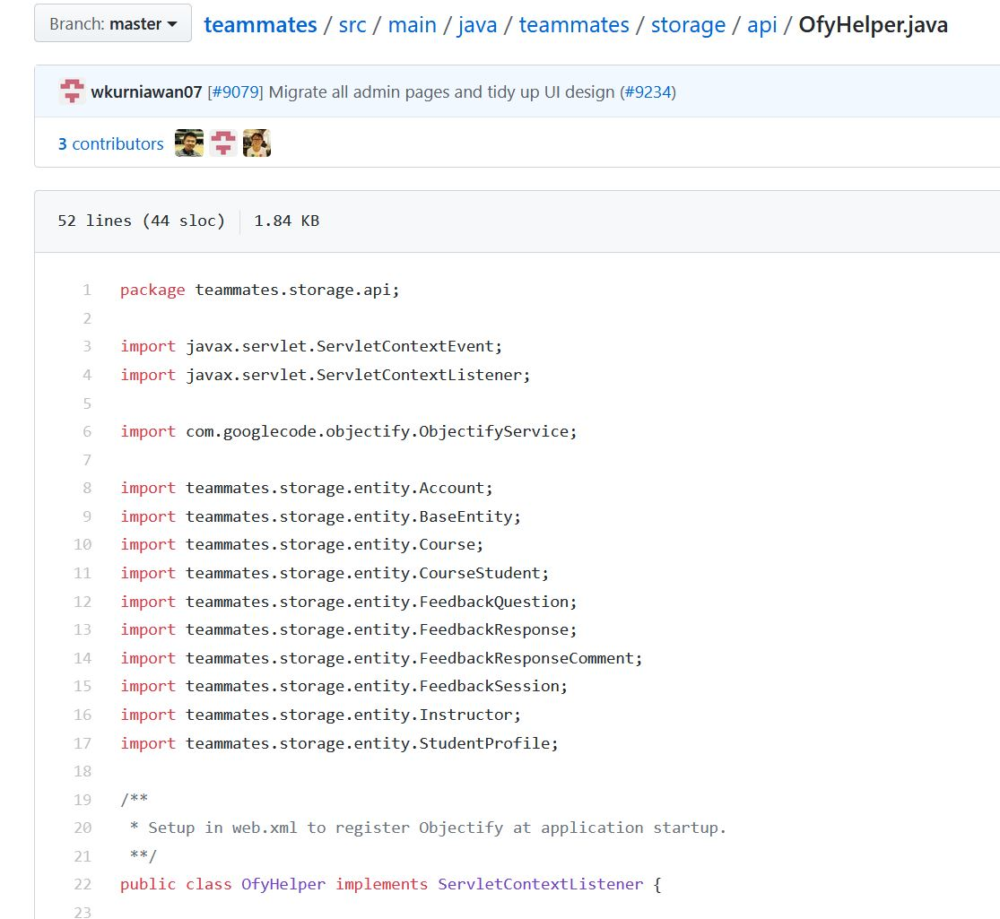 Branch: master
teammates / src / main / java / teammates / storage / api / OfyHelper.java
wkurniawan07 [#9079] Migrate all admin pages and tidy up UI design (#9234)
3 contributors
52 lines (44 sloc) 1.84 KB
1 package teammates.storage.api;
2
3 import javax.servlet.ServletContextEvent;
4 import javax.servlet.ServletContextListener;
5
6 import com.googlecode.objectify.ObjectifyService;
7
8 import teammates.storage.entity.Account;
9 import teammates.storage.entity.BaseEntity;
10 import teammates.storage.entity.Course;
11 import teammates.storage.entity.CourseStudent;
12 import teammates.storage.entity.FeedbackQuestion;
13 import teammates.storage.entity.FeedbackResponse;
14 import teammates.storage.entity.FeedbackResponseComment;
15 import teammates.storage.entity.FeedbackSession;
16 import teammates.storage.entity.Instructor;
17 import teammates.storage.entity.StudentProfile;
18
19 /**
20  * Setup in web.xml to register Objectify at application startup.
21  **/
22 public class OfyHelper implements ServletContextListener {
23